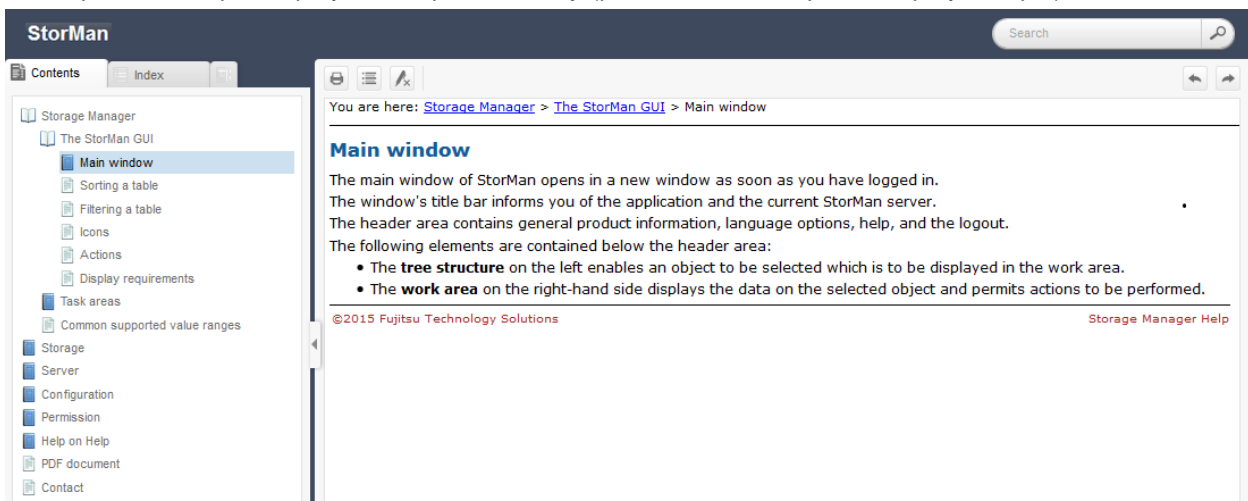 StorMan
Search
Contents
Index
Storage Manager
The StorMan GUI
Main window
Sorting a table
Filtering a table
Icons
Actions
Display requirements
Task areas
Common supported value ranges
Storage
Server
Configuration
Permission
Help on Help
PDF document
Contact
You are here: Storage Manager > The StorMan GUI > Main window
Main window
The main window of StorMan opens in a new window as soon as you have logged in.
The window's title bar informs you of the application and the current StorMan server.
The header area contains general product information, language options, help, and the logout.
The following elements are contained below the header area:
• The tree structure on the left enables an object to be selected which is to be displayed in the work area.
• The work area on the right-hand side displays the data on the selected object and permits actions to be performed.
©2015 Fujitsu Technology Solutions
Storage Manager Help